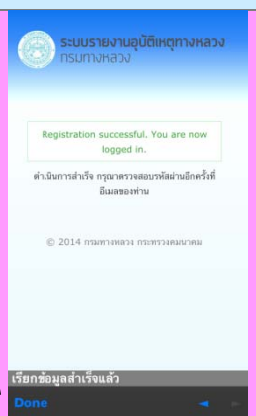 ระบบรายงานอุบัติเหตุทางหลวง
กรมทางหลวง
Registration successful. You are now
logged in.
ดำเนินการสำเร็จ กรุณาตรวจสอบรหัสผ่านอีกครั้งที่
อีเมลของท่าน
© 2014 กรมทางหลวง กระทรวงคมนาคม
เรียกข้อมูลสำเร็จแล้ว
Done